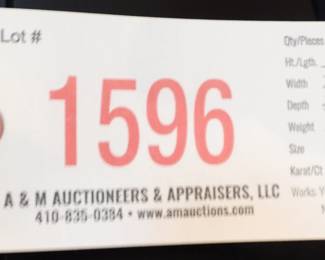 Lot #
1596
A & M AUCTIONEERS & APPRAISERS, LLC
410-835-0384 • www.amauctions.com
Qty/Pieces
Ht./Lgth.
Width
Depth
Weight
Size
Karat/Ct
Works: Y